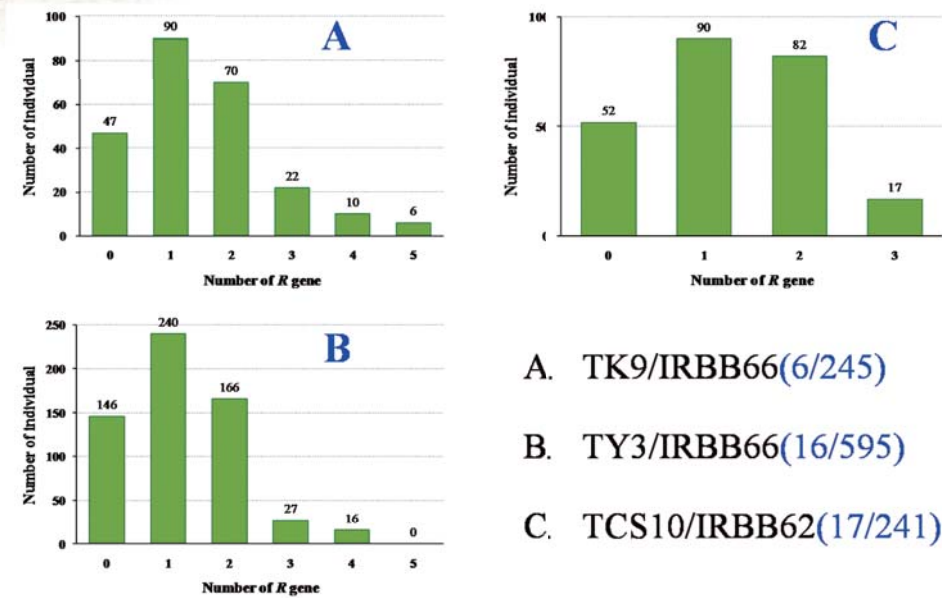 A
100
80
60
40
20
0
47
90
70
22
10
6
0 1 2 3 4 5
Number of individual
Number of R gene
C
52
90
82
17
0 1 2 3
Number of individual
Number of R gene
B
250
200
150
100
50
0
146
240
166
27
16
0
0 1 2 3 4 5
Number of individual
Number of R gene
A. TK9/IRBB66(6/245)
B. TY3/IRBB66(16/595)
C. TCS10/IRBB62(17/241)